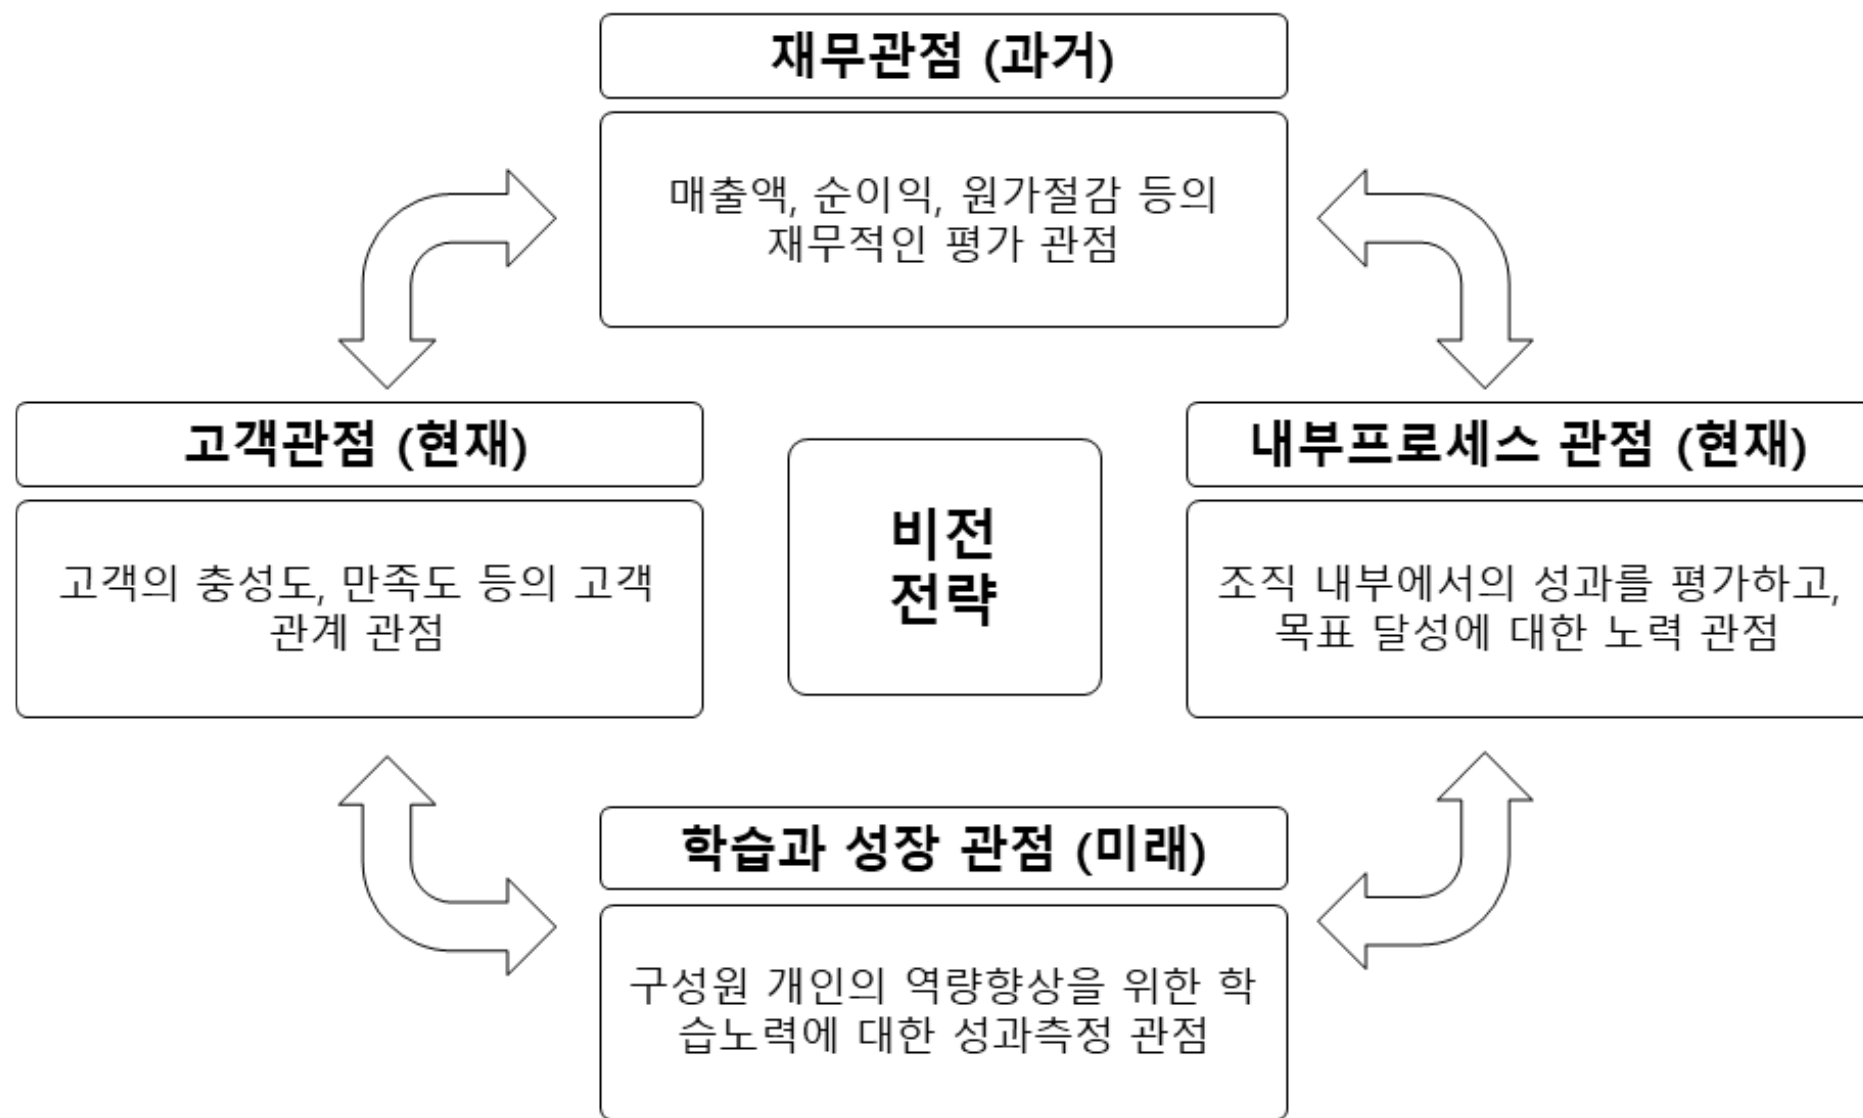 재무관점 (과거)
매출액, 순이익, 원가절감 등의
재무적인 평가 관점
고객관점 (현재)
고객의 충성도, 만족도 등의 고객
관계 관점
비전
전략
내부프로세스 관점 (현재)
조직 내부에서의 성과를 평가하고,
목표 달성에 대한 노력 관점
학습과 성장 관점 (미래)
구성원 개인의 역량향상을 위한 학
습노력에 대한 성과측정 관점